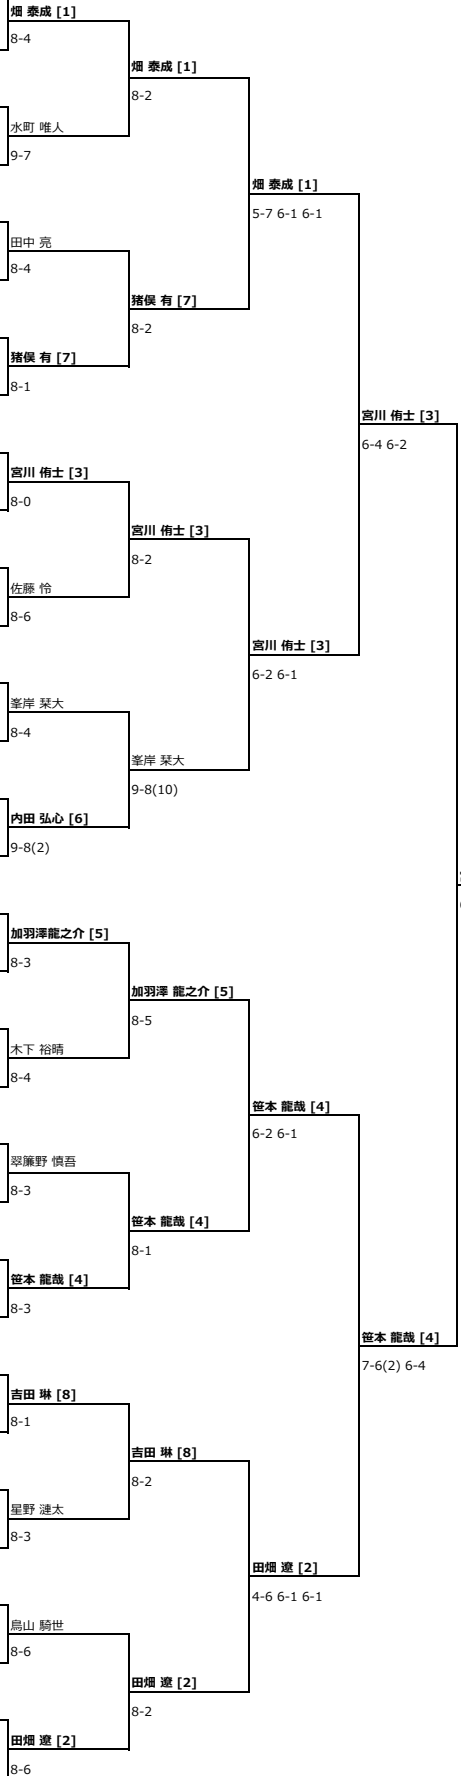 畑 泰成 [1]
8-4
畑 泰成 [1]
8-2
水町 唯人
9-7
畑 泰成 [1]
5-7 6-1 6-1
田中 亮
8-4
猪俣 有 [7]
8-2
猪俣 有 [7]
8-1
宮川 侑士 [3]
6-4 6-2
宮川 侑士 [3]
8-0
宮川 侑士 [3]
8-2
佐藤 怜
8-6
宮川 侑士 [3]
6-2 6-1
峯岸 栞大
8-4
峯岸 栞大
9-8(10)
内田 弘心 [6]
9-8(2)
加羽澤龍之介 [5]
8-3
加羽澤 龍之介 [5]
8-5
木下 裕晴
8-4
笹本 龍哉 [4]
6-2 6-1
翠簾野 慎吾
8-3
笹本 龍哉 [4]
8-1
笹本 龍哉 [4]
8-3
笹本 龍哉 [4]
7-6(2) 6-4
吉田 琳 [8]
8-1
吉田 琳 [8]
8-2
星野 漣太
8-3
田畑 遼 [2]
4-6 6-1 6-1
鳥山 騎世
8-6
田畑 遼 [2]
8-2
田畑 遼 [2]
8-6